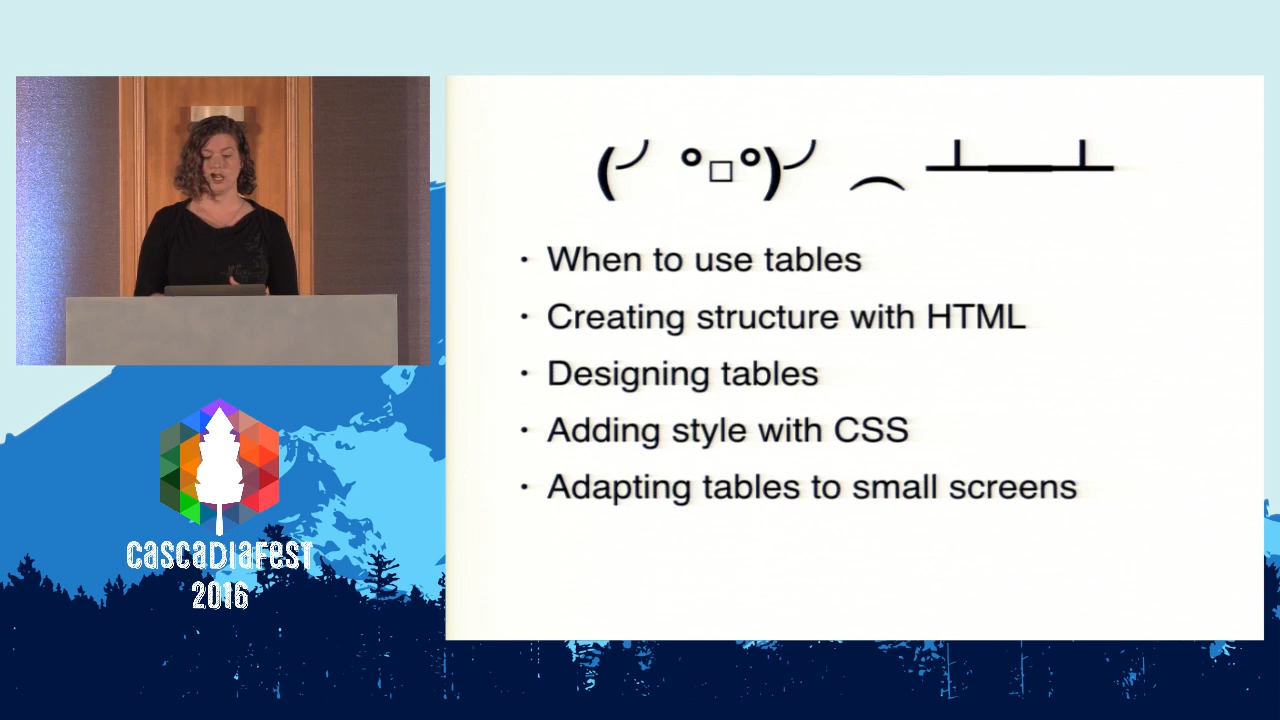 (╯°□°)╯︵ ┻━┻
· When to use tables
· Creating structure with HTML
· Designing tables
· Adding style with CSS
· Adapting tables to small screens
CASCADIAFEST
2016